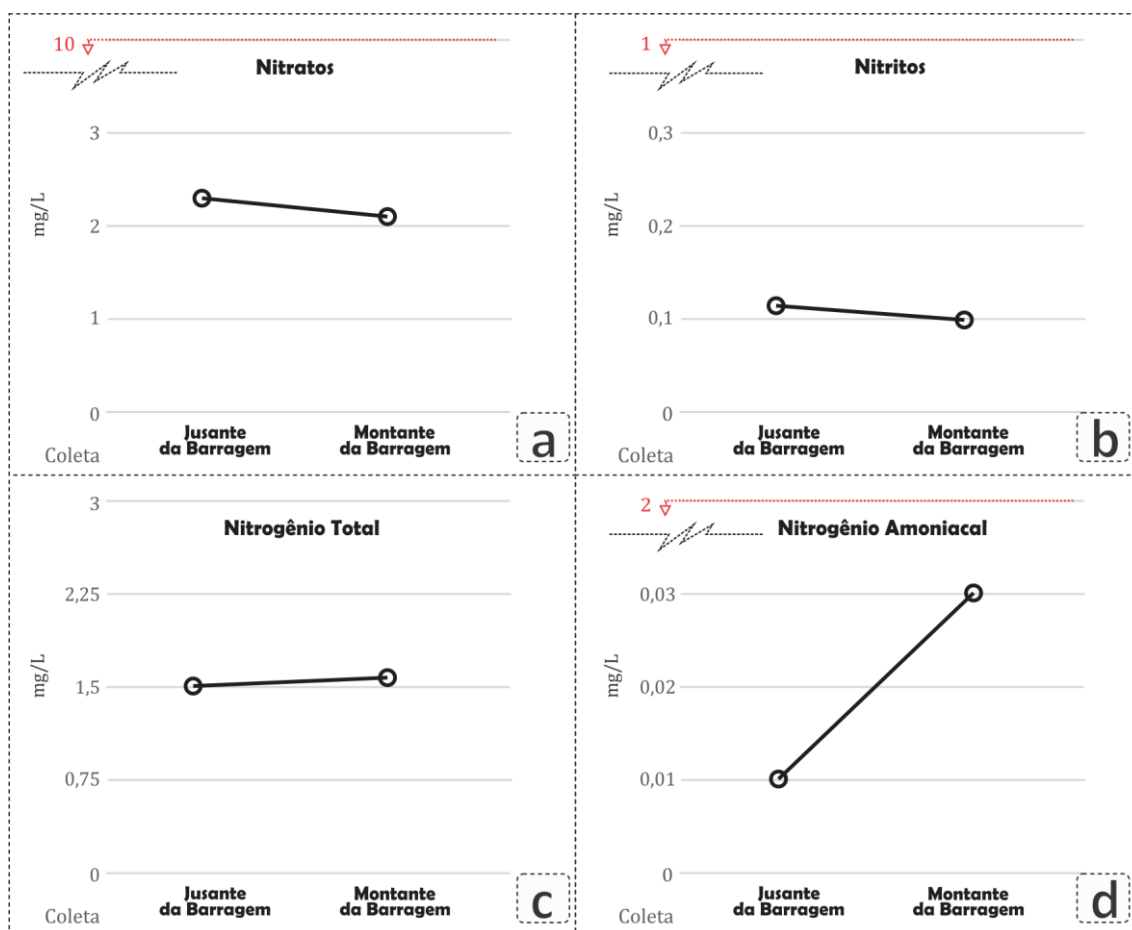 10
Nitratos
3
2
1
0
mg/L
Jusante
da Barragem
Montante
da Barragem
Coleta
a
1
Nitritos
0,3
0,2
0,1
0
mg/L
Jusante
da Barragem
Montante
da Barragem
Coleta
b
3
Nitrogênio Total
2,25
1,5
0,75
0
mg/L
Jusante
da Barragem
Montante
da Barragem
Coleta
c
2
Nitrogênio Amoniacal
0,03
0,02
0,01
0
mg/L
Jusante
da Barragem
Montante
da Barragem
Coleta
d